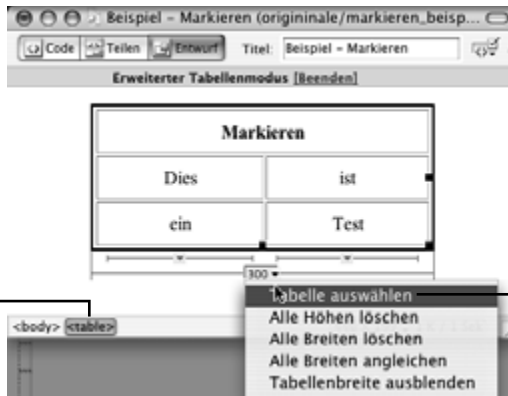 Beispiel – Markieren (origininale/markieren_beisp...
Code Teilen Entwurf Titel: Beispiel – Markieren
Erweiterter Tabellenmodus [Beenden]
Markieren
Dies ist
ein Test
300
Tabelle auswählen
<body> <table> Alle Höhen löschen
Alle Breiten löschen
Alle Breiten angleichen
Tabellenbreite ausblenden